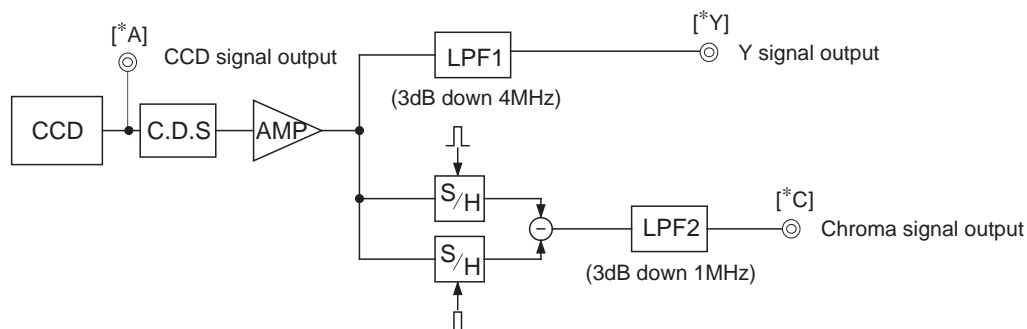 [*A]
CCD signal output
CCD
C.D.S
AMP
LPF1
(3dB down 4MHz)
[*Y]
Y signal output
S/H
S/H
−
LPF2
(3dB down 1MHz)
[*C]
Chroma signal output